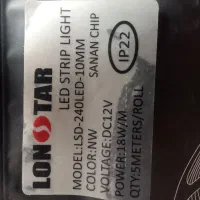 LONSTAR
LED STRIP LIGHT
SANAN CHIP
IP22
MODEL:LSD-240LED-10MM
COLOR:NW
VOLTAGE:DC12V
POWER:18W/M
QTY:5METERS/ROLL